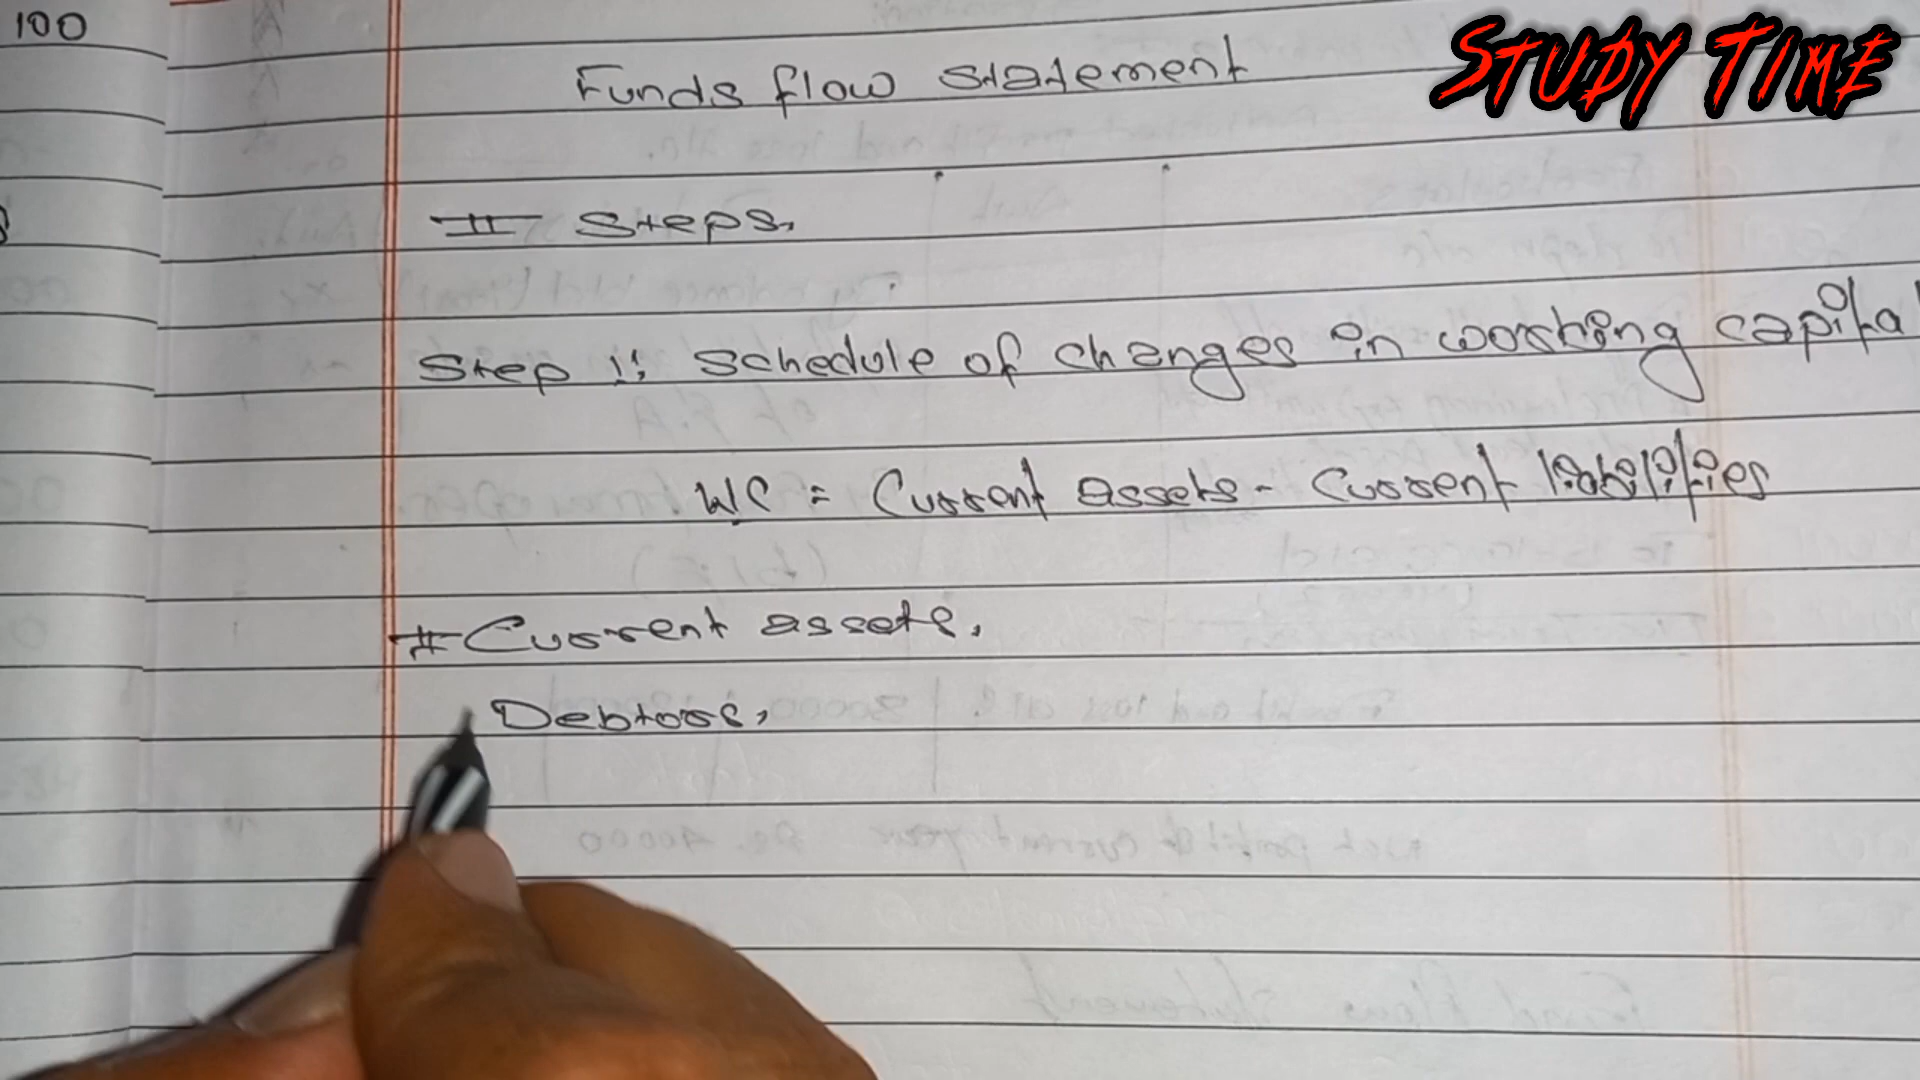 100
STUDY TIME
Funds flow statement
# Steps,
Step 1: Schedule of changes in working capital
WC = Current assets - Current liabilities
# Current assets,
Debtors,